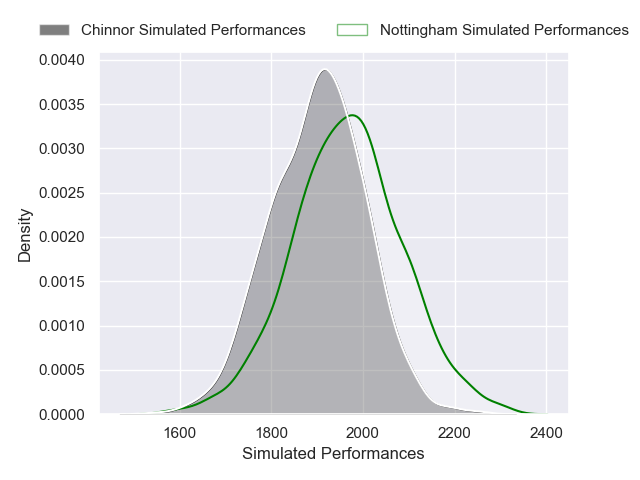 Chinnor Simulated Performances Nottingham Simulated Performances
0.0040
0.0035
0.0030
0.0025
0.0020
0.0015
0.0010
0.0005
0.0000
Density
1600 1800 2000 2200 2400
Simulated Performances